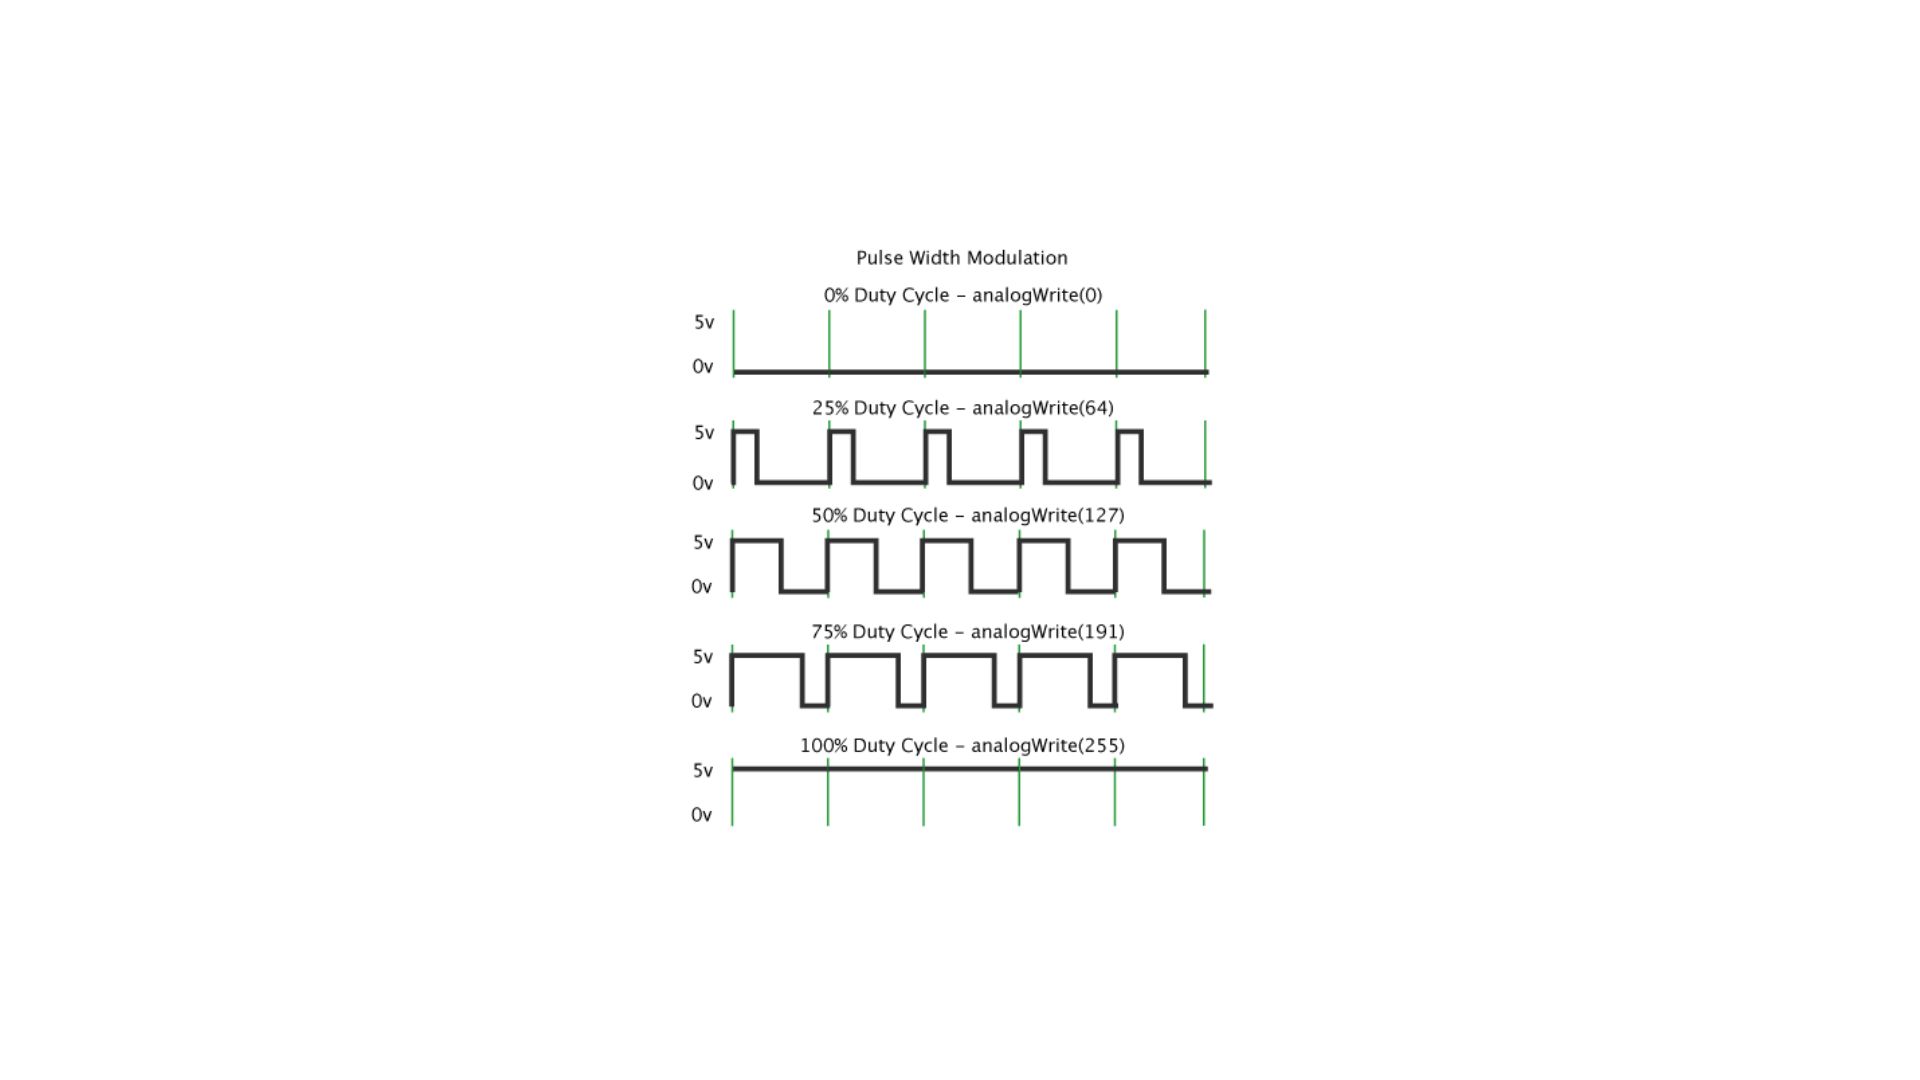 Pulse Width Modulation
0% Duty Cycle – analogWrite(0)
5v
0v
25% Duty Cycle – analogWrite(64)
5v
0v
50% Duty Cycle – analogWrite(127)
5v
0v
75% Duty Cycle – analogWrite(191)
5v
0v
100% Duty Cycle – analogWrite(255)
5v
0v